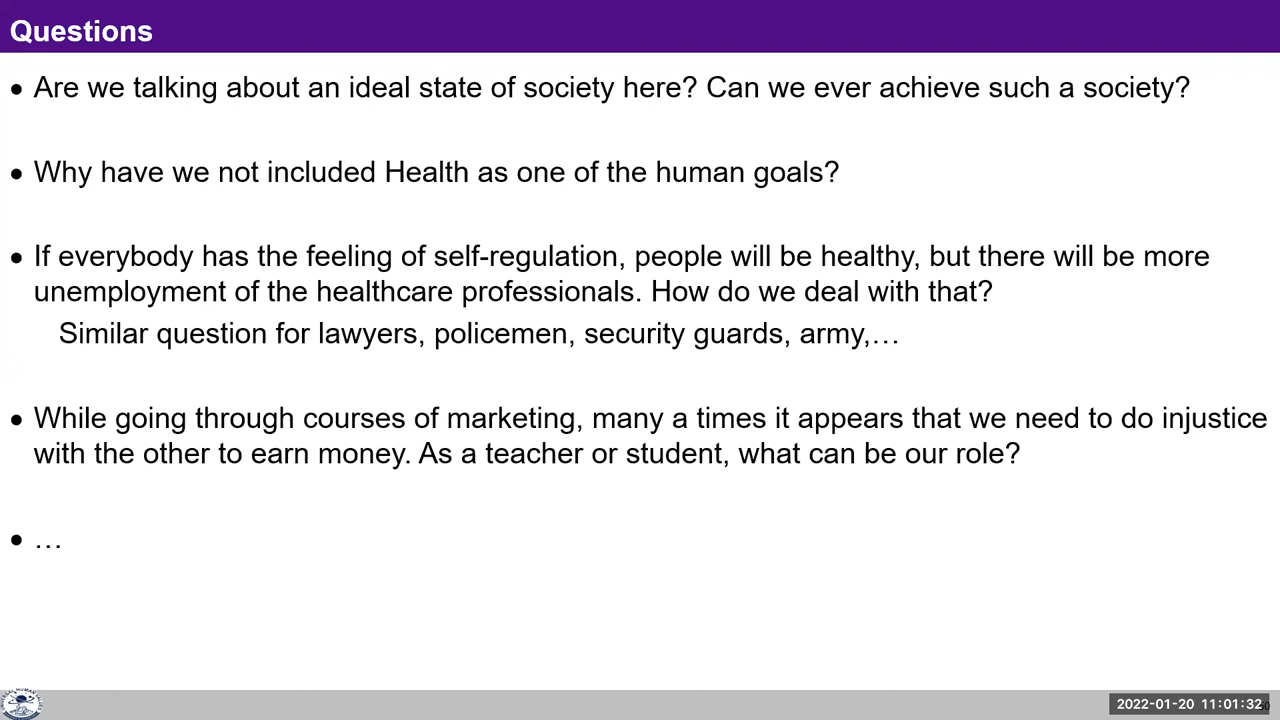 Questions
• Are we talking about an ideal state of society here? Can we ever achieve such a society?
• Why have we not included Health as one of the human goals?
• If everybody has the feeling of self-regulation, people will be healthy, but there will be more
unemployment of the healthcare professionals. How do we deal with that?
Similar question for lawyers, policemen, security guards, army,…
• While going through courses of marketing, many a times it appears that we need to do injustice
with the other to earn money. As a teacher or student, what can be our role?
• …
2022-01-20 11:01:32